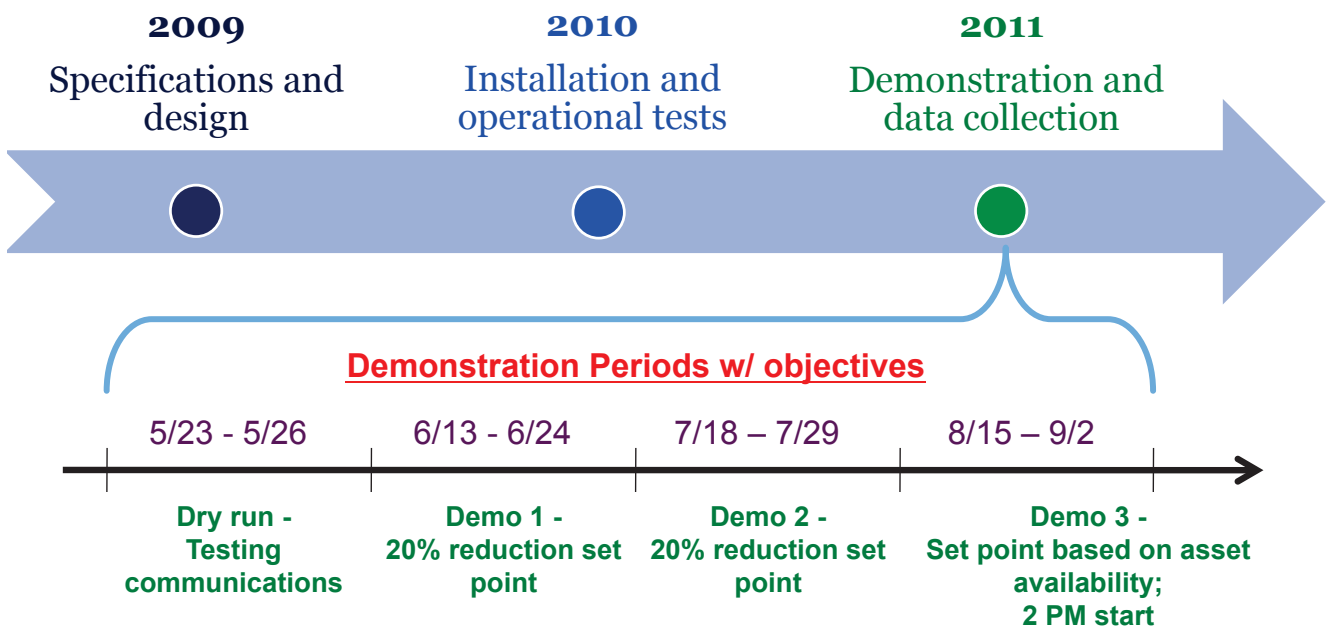 2009
Specifications and
design
2010
Installation and
operational tests
2011
Demonstration and
data collection
Demonstration Periods w/ objectives
5/23 - 5/26
6/13 - 6/24
7/18 – 7/29
8/15 – 9/2
Dry run -
Testing
communications
Demo 1 -
20% reduction set
point
Demo 2 -
20% reduction set
point
Demo 3 -
Set point based on asset
availability;
2 PM start